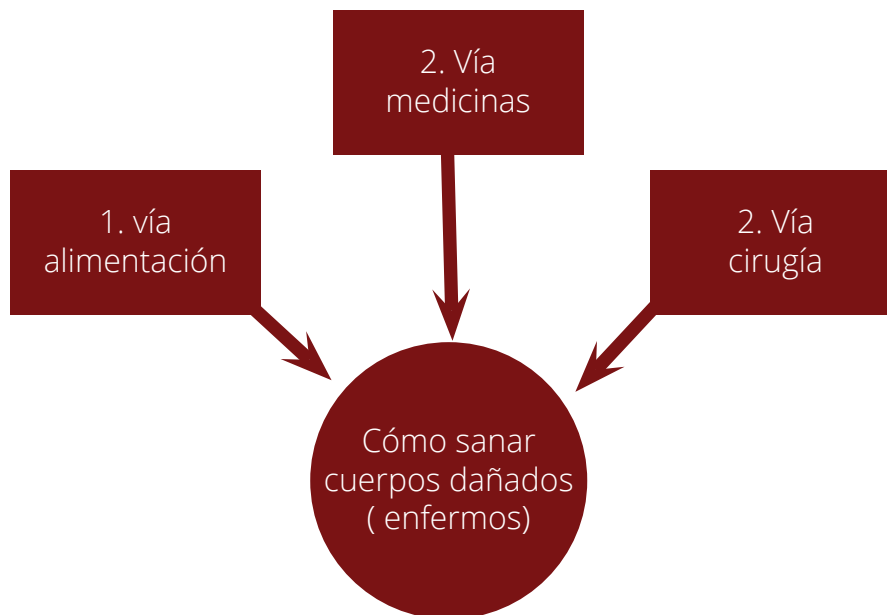 2. Vía
medicinas
1. vía
alimentación
2. Vía
cirugía
Cómo sanar
cuerpos dañados
( enfermos)